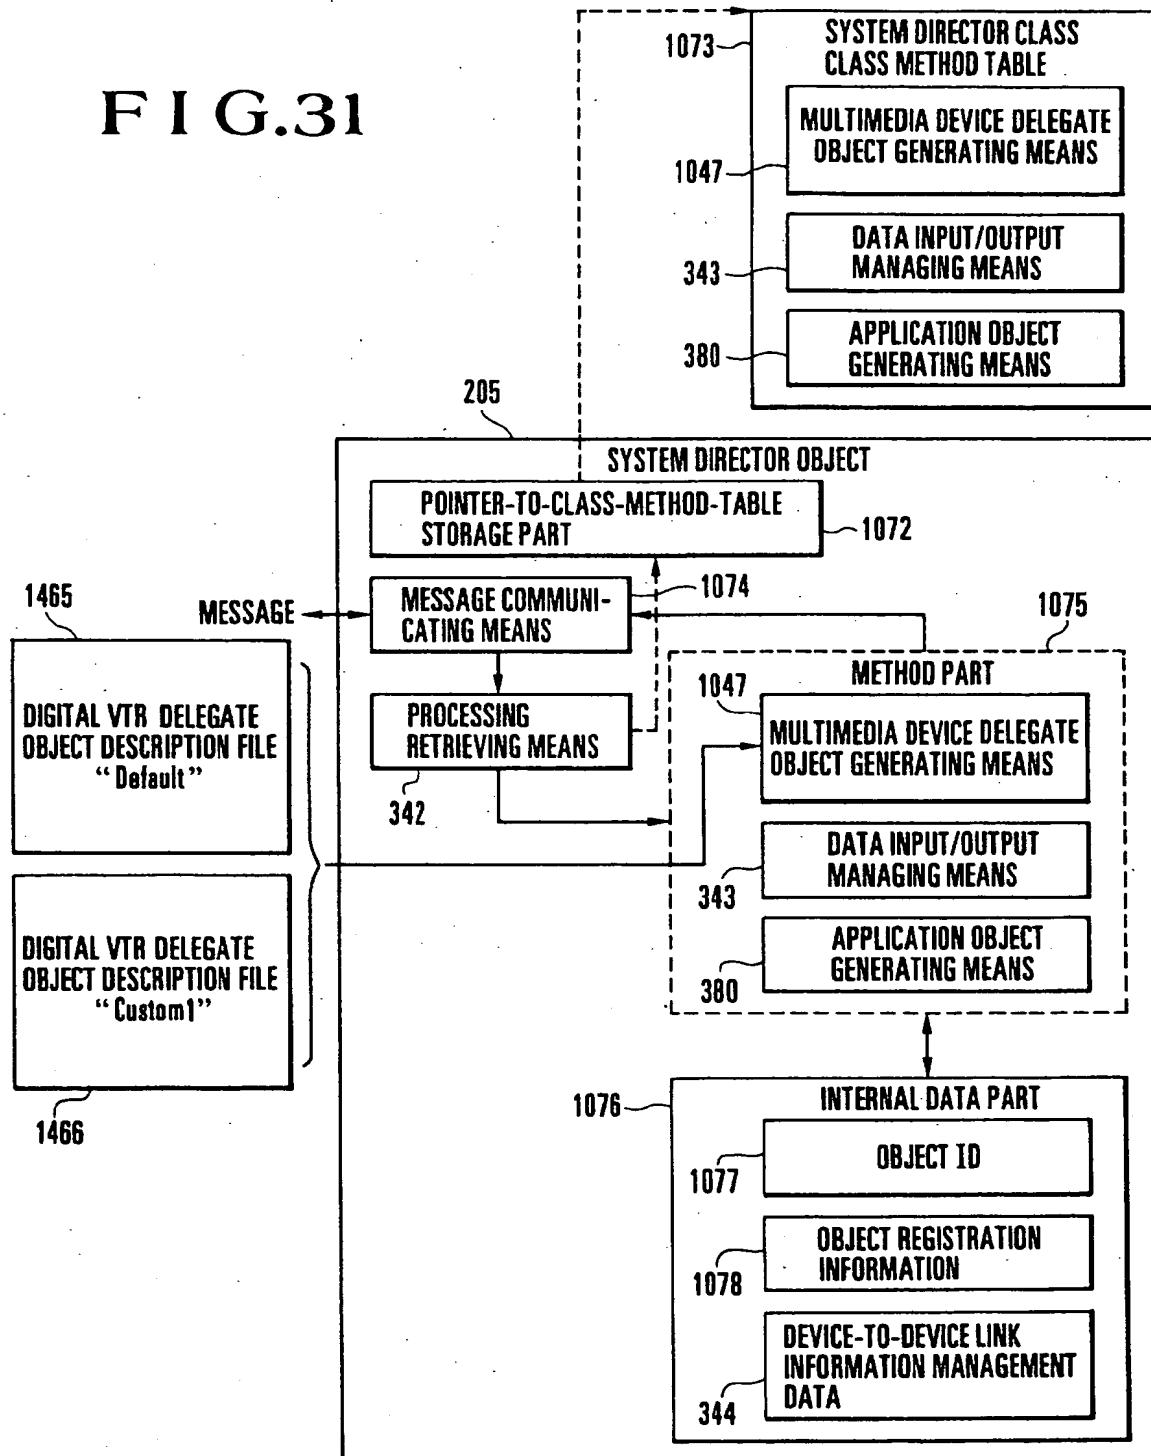 FIG.31
1073
SYSTEM DIRECTOR CLASS
CLASS METHOD TABLE
MULTIMEDIA DEVICE DELEGATE
OBJECT GENERATING MEANS
1047
DATA INPUT/OUTPUT
MANAGING MEANS
343
APPLICATION OBJECT
GENERATING MEANS
380
205
SYSTEM DIRECTOR OBJECT
POINTER-TO-CLASS-METHOD-TABLE
STORAGE PART
1072
1465
MESSAGE
MESSAGE COMMUNI-
CATING MEANS
1074
1075
DIGITAL VTR DELEGATE
OBJECT DESCRIPTION FILE
“Default”
PROCESSING
RETRIEVING MEANS
342
METHOD PART
1047
MULTIMEDIA DEVICE DELEGATE
OBJECT GENERATING MEANS
DATA INPUT/OUTPUT
MANAGING MEANS
343
DIGITAL VTR DELEGATE
OBJECT DESCRIPTION FILE
“Custom1”
1466
APPLICATION OBJECT
GENERATING MEANS
380
1076
INTERNAL DATA PART
OBJECT ID
1077
OBJECT REGISTRATION
INFORMATION
1078
DEVICE-TO-DEVICE LINK
INFORMATION MANAGEMENT
DATA
344